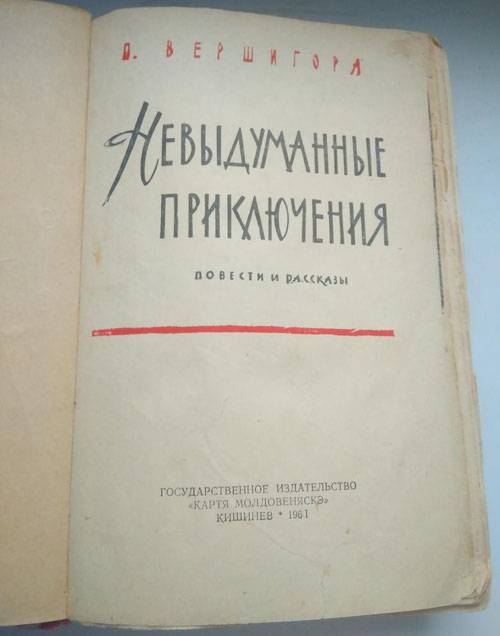 П. ВЕРШИГОРА
НЕВЫДУМАННЫЕ
ПРИКЛЮЧЕНИЯ
ПОВЕСТИ И РАССКАЗЫ
ГОСУДАРСТВЕННОЕ ИЗДАТЕЛЬСТВО
«КАРТЯ МОЛДОВЕНЯСКЭ»
КИШИНЕВ * 1961